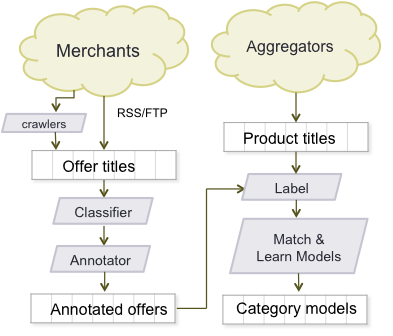 Merchants
Aggregators
RSS/FTP
crawlers
Product titles
Offer titles
Label
Classifier
Match &
Learn Models
Annotator
Annotated offers
Category models